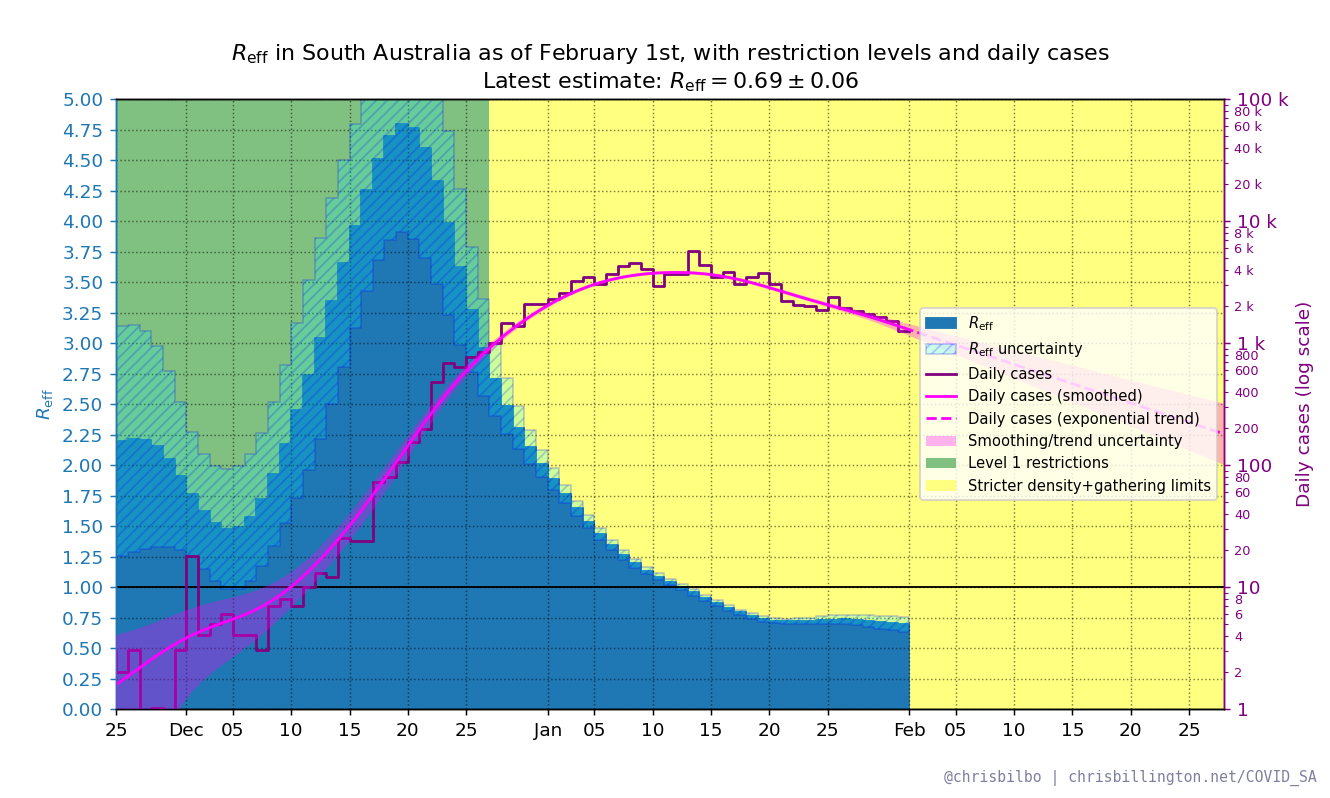 Reff in South Australia as of February 1st, with restriction levels and daily cases
Latest estimate: Reff = 0.69 ± 0.06
5.00
4.75
4.50
4.25
4.00
3.75
3.50
3.25
3.00
2.75
2.50
2.25
2.00
1.75
1.50
1.25
1.00
0.75
0.50
0.25
0.00
Reff
100 k
80 k
60 k
40 k
20 k
10 k
8 k
6 k
4 k
2 k
1 k
800
600
400
200
100
80
60
40
20
10
8
6
4
2
1
Daily cases (log scale)
Reff
Reff uncertainty
Daily cases
Daily cases (smoothed)
Daily cases (exponential trend)
Smoothing/trend uncertainty
Level 1 restrictions
Stricter density+gathering limits
25 Dec 05 10 15 20 25 Jan 05 10 15 20 25 Feb 05 10 15 20 25
@chrisbilbo | chrisbillington.net/COVID_SA